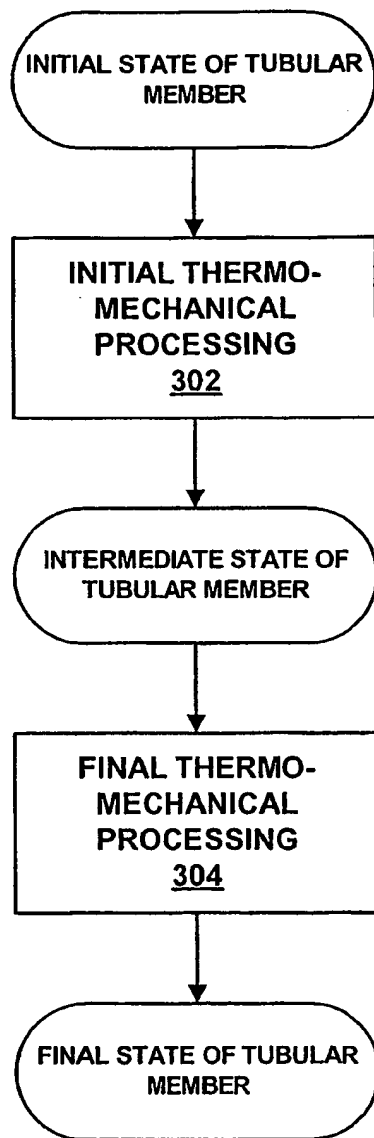 INITIAL STATE OF TUBULAR
MEMBER
INITIAL THERMO-
MECHANICAL
PROCESSING
302
INTERMEDIATE STATE OF
TUBULAR MEMBER
FINAL THERMO-
MECHANICAL
PROCESSING
304
FINAL STATE OF TUBULAR
MEMBER